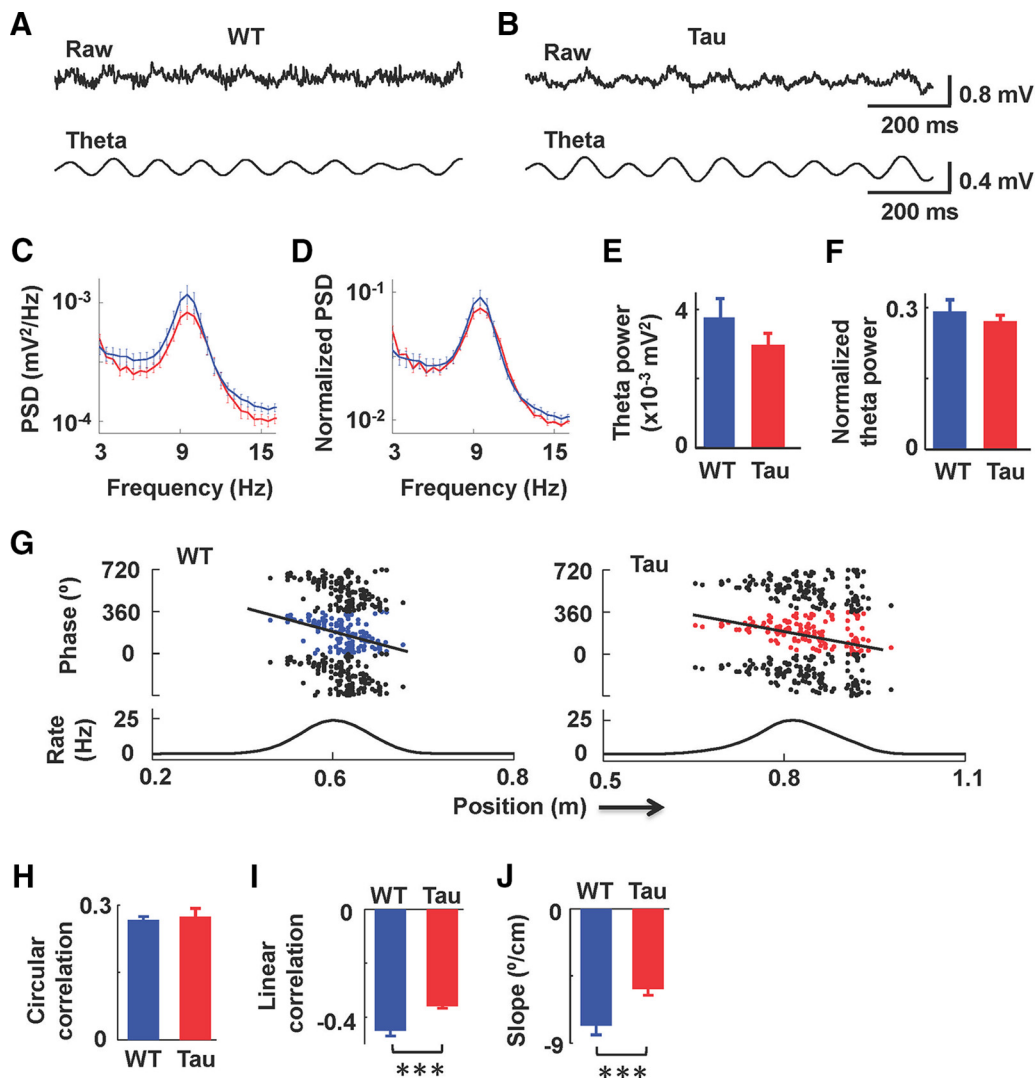 A
WT
Raw
Theta
B
Tau
Raw
0.8 mV
200 ms
Theta
0.4 mV
200 ms
C
PSD (mV²/Hz)
10⁻³
10⁻⁴
3 9 15
Frequency (Hz)
D
Normalized PSD
10⁻¹
10⁻²
3 9 15
Frequency (Hz)
E
Theta power
(x10⁻³ mV²)
4
0
WT Tau
F
Normalized
theta power
0.3
0
WT Tau
G
WT
Phase (º)
720
360
0
Rate
(Hz)
25
0
0.2 0.6 0.8
Tau
720
360
0
25
0
0.5 0.8 1.1
Position (m)
H
Circular
correlation
0.3
0
WT Tau
I
WT Tau
Linear
correlation
0
-0.4
***
J
WT Tau
Slope (º/cm)
0
-9
***